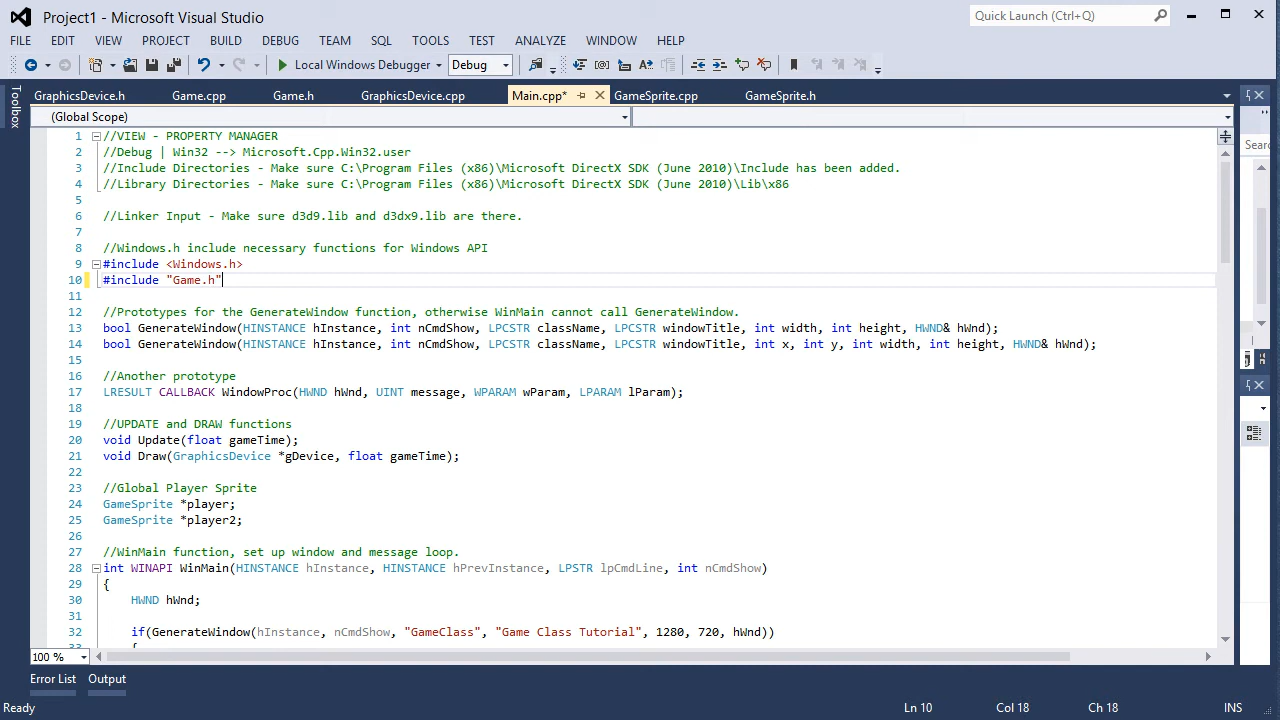 Project1 - Microsoft Visual Studio
Quick Launch (Ctrl+Q)
FILE EDIT VIEW PROJECT BUILD DEBUG TEAM SQL TOOLS TEST ANALYZE WINDOW HELP
Local Windows Debugger Debug
Toolbox
GraphicsDevice.h Game.cpp Game.h GraphicsDevice.cpp Main.cpp* GameSprite.cpp GameSprite.h
(Global Scope)
1 //VIEW - PROPERTY MANAGER
2 //Debug | Win32 --> Microsoft.Cpp.Win32.user
Searc
3 //Include Directories - Make sure C:\Program Files (x86)\Microsoft DirectX SDK (June 2010)\Include has been added.
4 //Library Directories - Make sure C:\Program Files (x86)\Microsoft DirectX SDK (June 2010)\Lib\x86
5
6 //Linker Input - Make sure d3d9.lib and d3dx9.lib are there.
7
8 //Windows.h include necessary functions for Windows API
9 #include <Windows.h>
10 #include "Game.h"
11
12 //Prototypes for the GenerateWindow function, otherwise WinMain cannot call GenerateWindow.
13 bool GenerateWindow(HINSTANCE hInstance, int nCmdShow, LPCSTR className, LPCSTR windowTitle, int width, int height, HWND& hWnd);
14 bool GenerateWindow(HINSTANCE hInstance, int nCmdShow, LPCSTR className, LPCSTR windowTitle, int x, int y, int width, int height, HWND& hWnd);
15
16 //Another prototype
17 LRESULT CALLBACK WindowProc(HWND hWnd, UINT message, WPARAM wParam, LPARAM lParam);
18
19 //UPDATE and DRAW functions
20 void Update(float gameTime);
21 void Draw(GraphicsDevice *gDevice, float gameTime);
22
23 //Global Player Sprite
24 GameSprite *player;
25 GameSprite *player2;
26
27 //WinMain function, set up window and message loop.
28 int WINAPI WinMain(HINSTANCE hInstance, HINSTANCE hPrevInstance, LPSTR lpCmdLine, int nCmdShow)
29 {
30 HWND hWnd;
31
32 if(GenerateWindow(hInstance, nCmdShow, "GameClass", "Game Class Tutorial", 1280, 720, hWnd))
33 {
100 %
Error List Output
Ready Ln 10 Col 18 Ch 18 INS